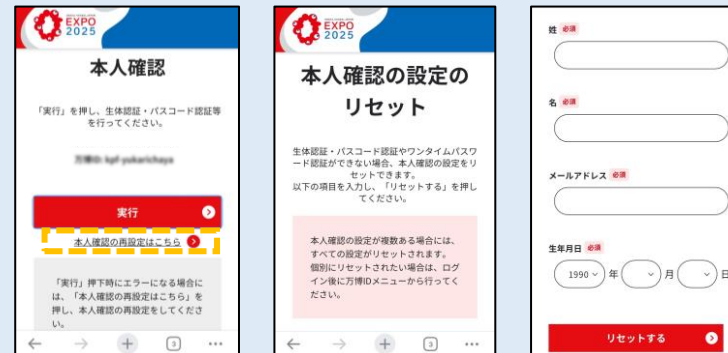 EXPO
2025
本人確認
「実行」を押し、生体認証・パスコード認証等
を行ってください。
万博ID: kpf-yukarichaya
実行
本人確認の再設定はこちら
「実行」押下時にエラーになる場合に
は、「本人確認の再設定はこちら」を
押し、本人確認の再設定をしてくださ
い。
3
EXPO
2025
本人確認の設定の
リセット
生体認証・パスコード認証やワンタイムパスワ
ード認証ができない場合、本人確認の設定をリ
セットできます。
以下の項目を入力し、「リセットする」を押し
てください。
本人確認の設定が複数ある場合には、
すべての設定がリセットされます。
個別にリセットされたい場合は、ログ
イン後に万博IDメニューから行ってく
ださい。
3
姓 必須
名 必須
メールアドレス 必須
生年月日 必須
1990 年 月 日
リセットする